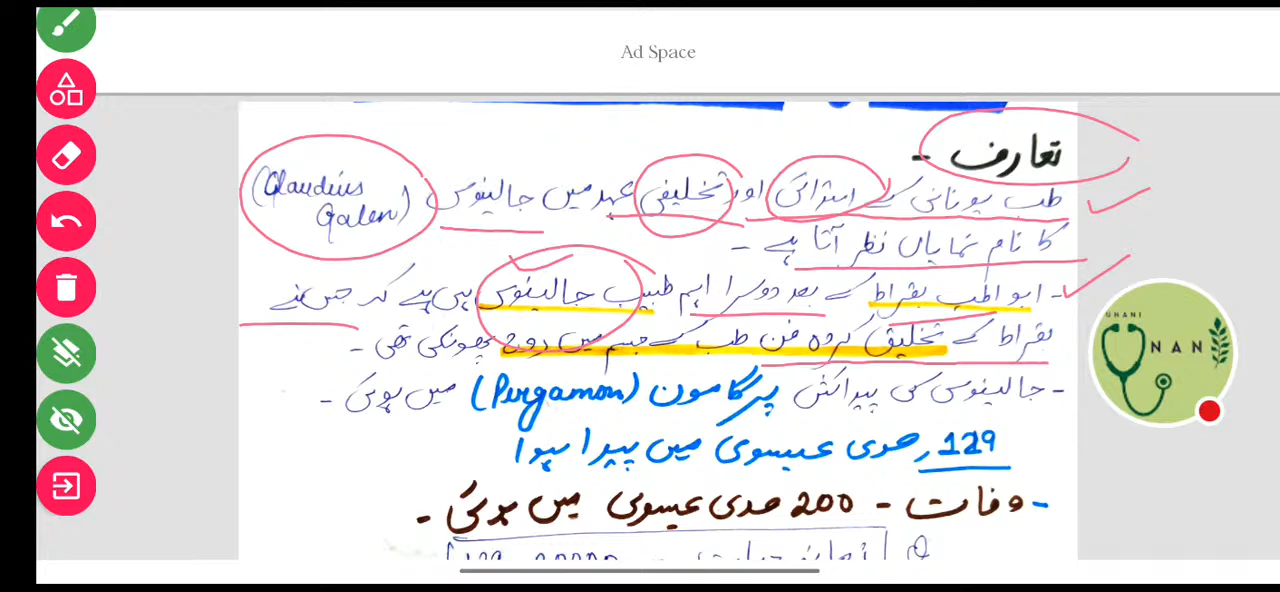 Ad Space
تعارف -
طب یونانی کے ابتدائی اور تخلیقی عہد میں جالینوس (Claudius Galen)
کا نام نمایاں نظر آتا ہے -
- ابو الطب بقراط کے بعد دوسرا اہم طبیب جالینوس ہی ہے کہ جس نے
بقراط کے تخلیق کردہ فن طب کے جسم میں روح پھونکی تھی -
- جالینوس کی پیدائش پرگامون (Pergamon) میں ہوئی -
129 صدی عیسوی میں پیدا ہوا
- وفات - 200 صدی عیسوی میں ہوئی -
GHANI
NAN